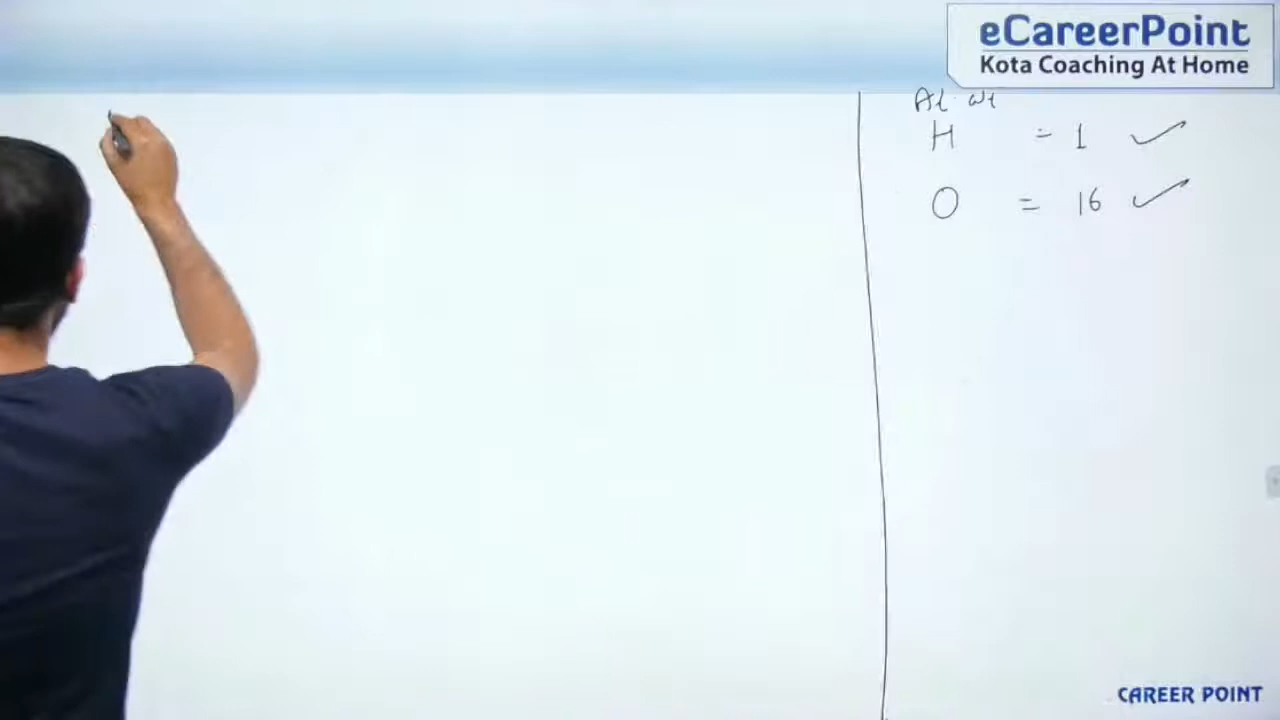 eCareerPoint
Kota Coaching At Home
At. wt
H = 1
O = 16
CAREER POINT